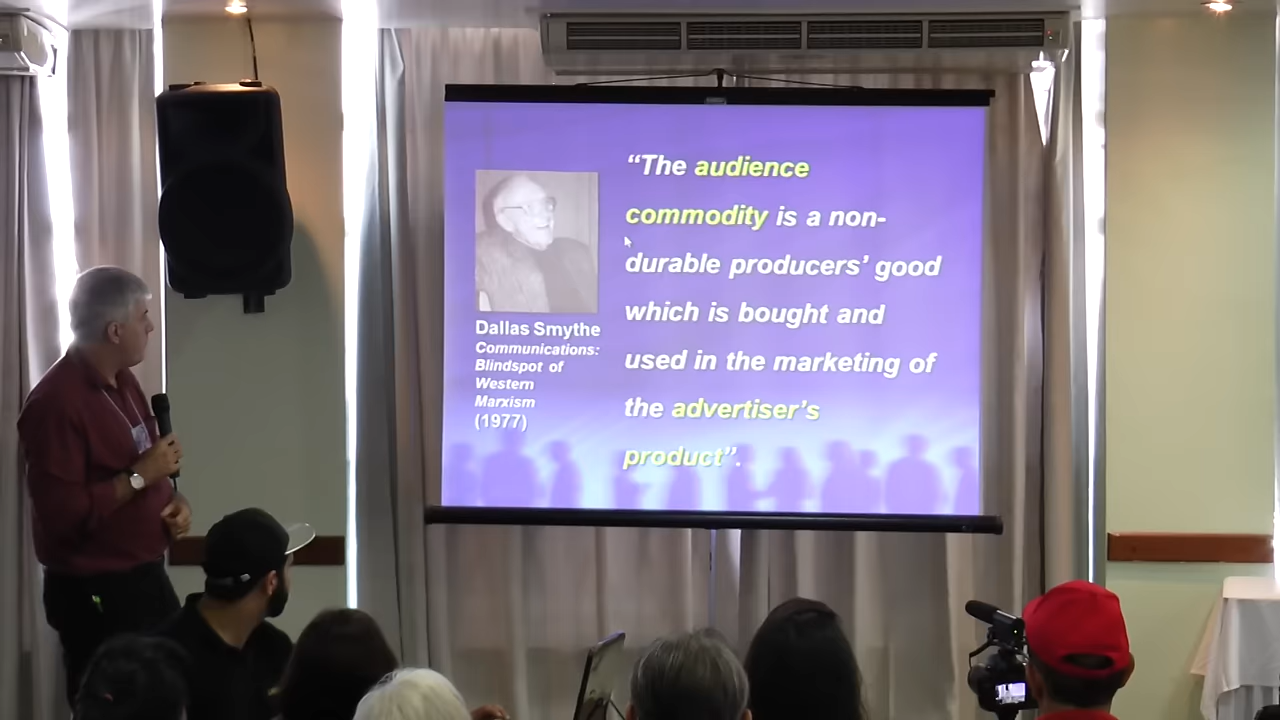 Dallas Smythe
Communications:
Blindspot of
Western
Marxism
(1977)
“The audience
commodity is a non-
durable producers’ good
which is bought and
used in the marketing of
the advertiser’s
product”.